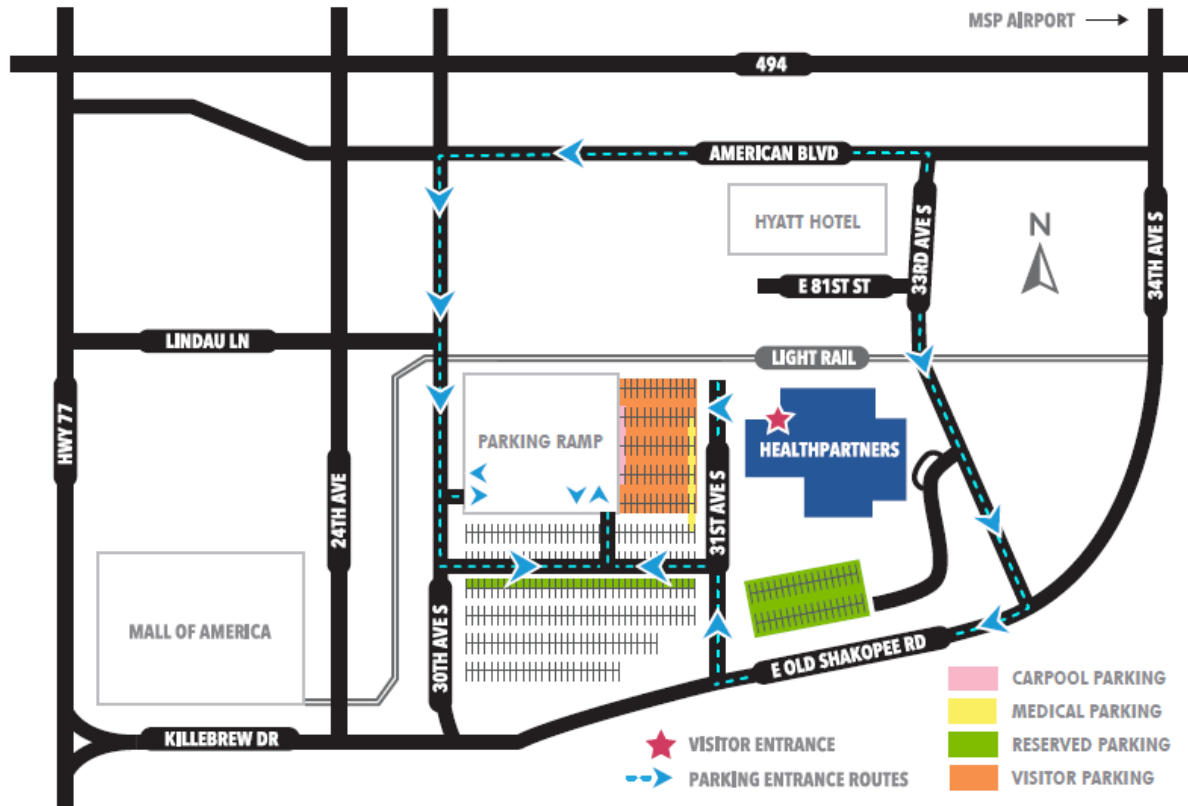 MSP AIRPORT
494
AMERICAN BLVD
HYATT HOTEL
33RD AVE S
N
34TH AVE S
E 81ST ST
LINDAU LN
LIGHT RAIL
HWY 77
PARKING RAMP
HEALTHPARTNERS
24TH AVE
31ST AVE S
MALL OF AMERICA
30TH AVE S
E OLD SHAKOPEE RD
KILLEBREW DR
VISITOR ENTRANCE
PARKING ENTRANCE ROUTES
CARPOOL PARKING
MEDICAL PARKING
RESERVED PARKING
VISITOR PARKING